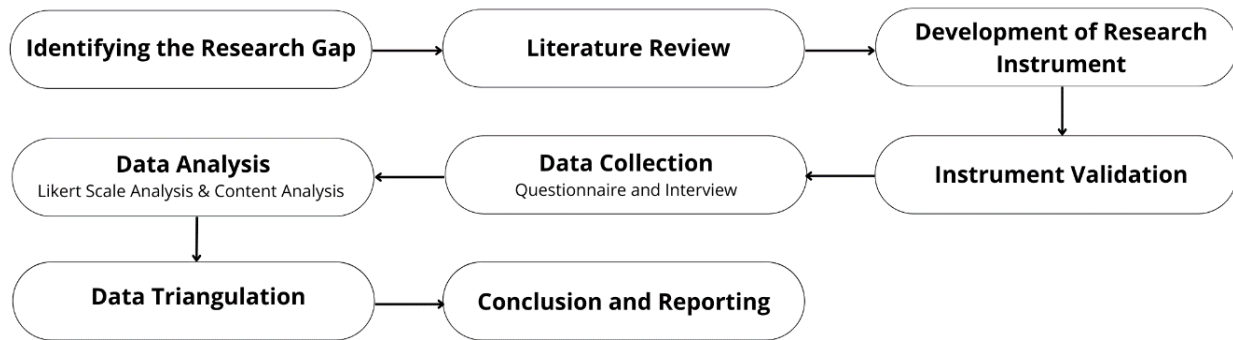 Identifying the Research Gap
Literature Review
Development of Research
Instrument
Instrument Validation
Data Collection
Questionnaire and Interview
Data Analysis
Likert Scale Analysis & Content Analysis
Data Triangulation
Conclusion and Reporting